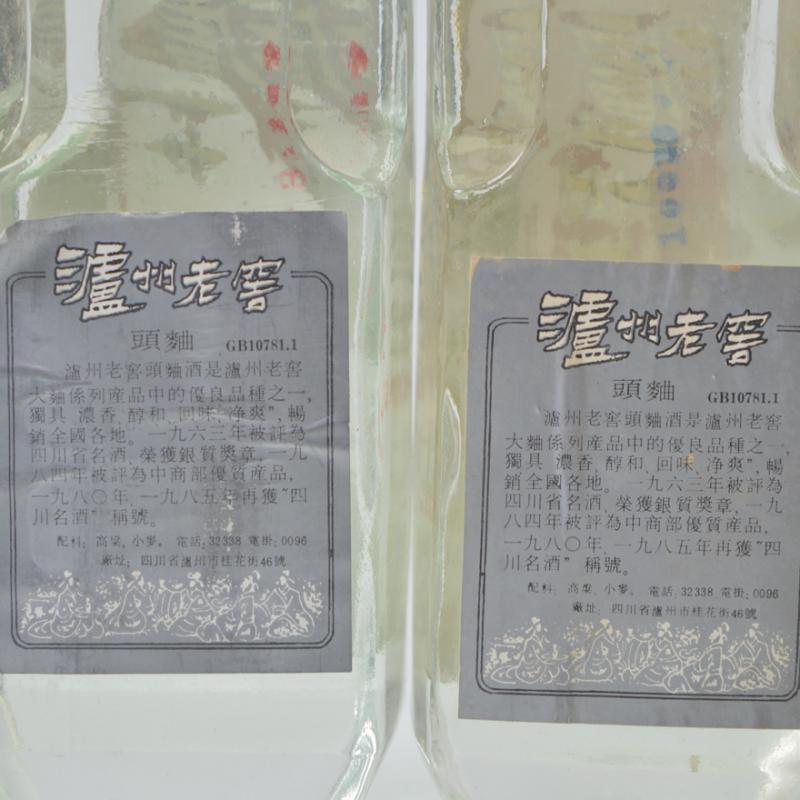 瀘州老窖
頭麯 GB10781.1
瀘州老窖頭麯酒是瀘州老窖
大麯係列産品中的優良品種之一,
獨具 濃香, 醇和, 回味, 净爽”, 暢
銷全國各地。 一九六三年被評為
四川省名酒, 榮獲銀質奬章, 一九
八四年被評為中商部優質産品,
一九八〇年, 一九八五年再獲“四
川名酒” 稱號。
配料: 高粱, 小麥。 電話: 32338 電掛: 0096
廠址: 四川省瀘州市桂花街46號
瀘州老窖
頭麯 GB10781.1
瀘州老窖頭麯酒是瀘州老窖
大麯係列産品中的優良品種之一,
獨具 濃香, 醇和, 回味, 净爽”, 暢
銷全國各地。 一九六三年被評為
四川省名酒, 榮獲銀質奬章, 一九
八四年被評為中商部優質産品,
一九八〇年, 一九八五年再獲“四
川名酒” 稱號。
配料: 高粱, 小麥。 電話: 32338 電掛: 0096
廠址: 四川省瀘州市桂花街46號